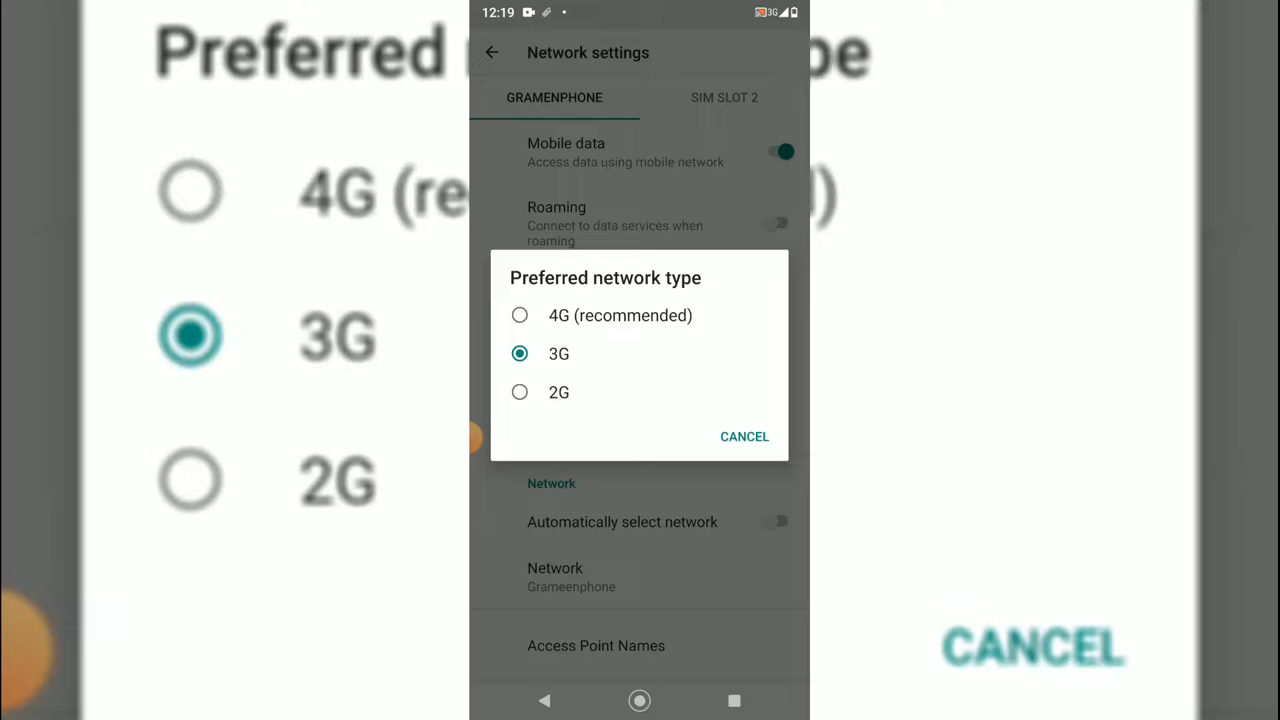 12:19
3G
Network settings
GRAMENPHONE
SIM SLOT 2
Mobile data
Access data using mobile network
Roaming
Connect to data services when
roaming
Preferred network type
4G (recommended)
3G
2G
CANCEL
Network
Automatically select network
Network
Grameenphone
Access Point Names
Preferred
pe
4G (re
d)
3G
2G
CANCEL